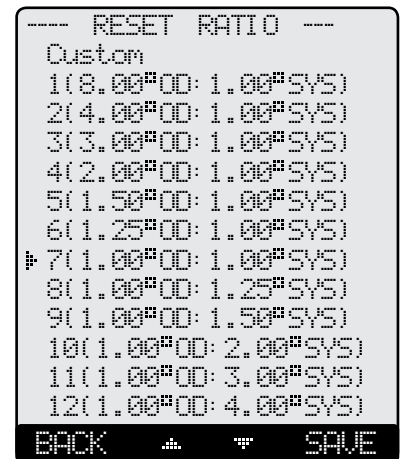 ---- RESET RATIO ---
Custom
1(8.00"OD:1.00"SYS)
2(4.00"OD:1.00"SYS)
3(3.00"OD:1.00"SYS)
4(2.00"OD:1.00"SYS)
5(1.50"OD:1.00"SYS)
6(1.25"OD:1.00"SYS)
7(1.00"OD:1.00"SYS)
8(1.00"OD:1.25"SYS)
9(1.00"OD:1.50"SYS)
10(1.00"OD:2.00"SYS)
11(1.00"OD:3.00"SYS)
12(1.00"OD:4.00"SYS)
BACK SAVE